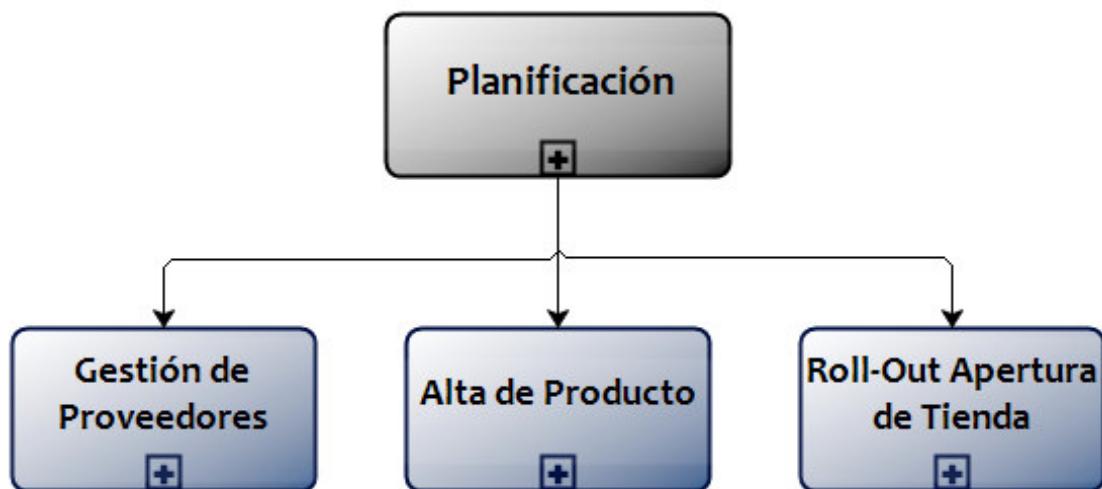 Planificación
Gestión de
Proveedores
Alta de Producto
Roll-Out Apertura
de Tienda